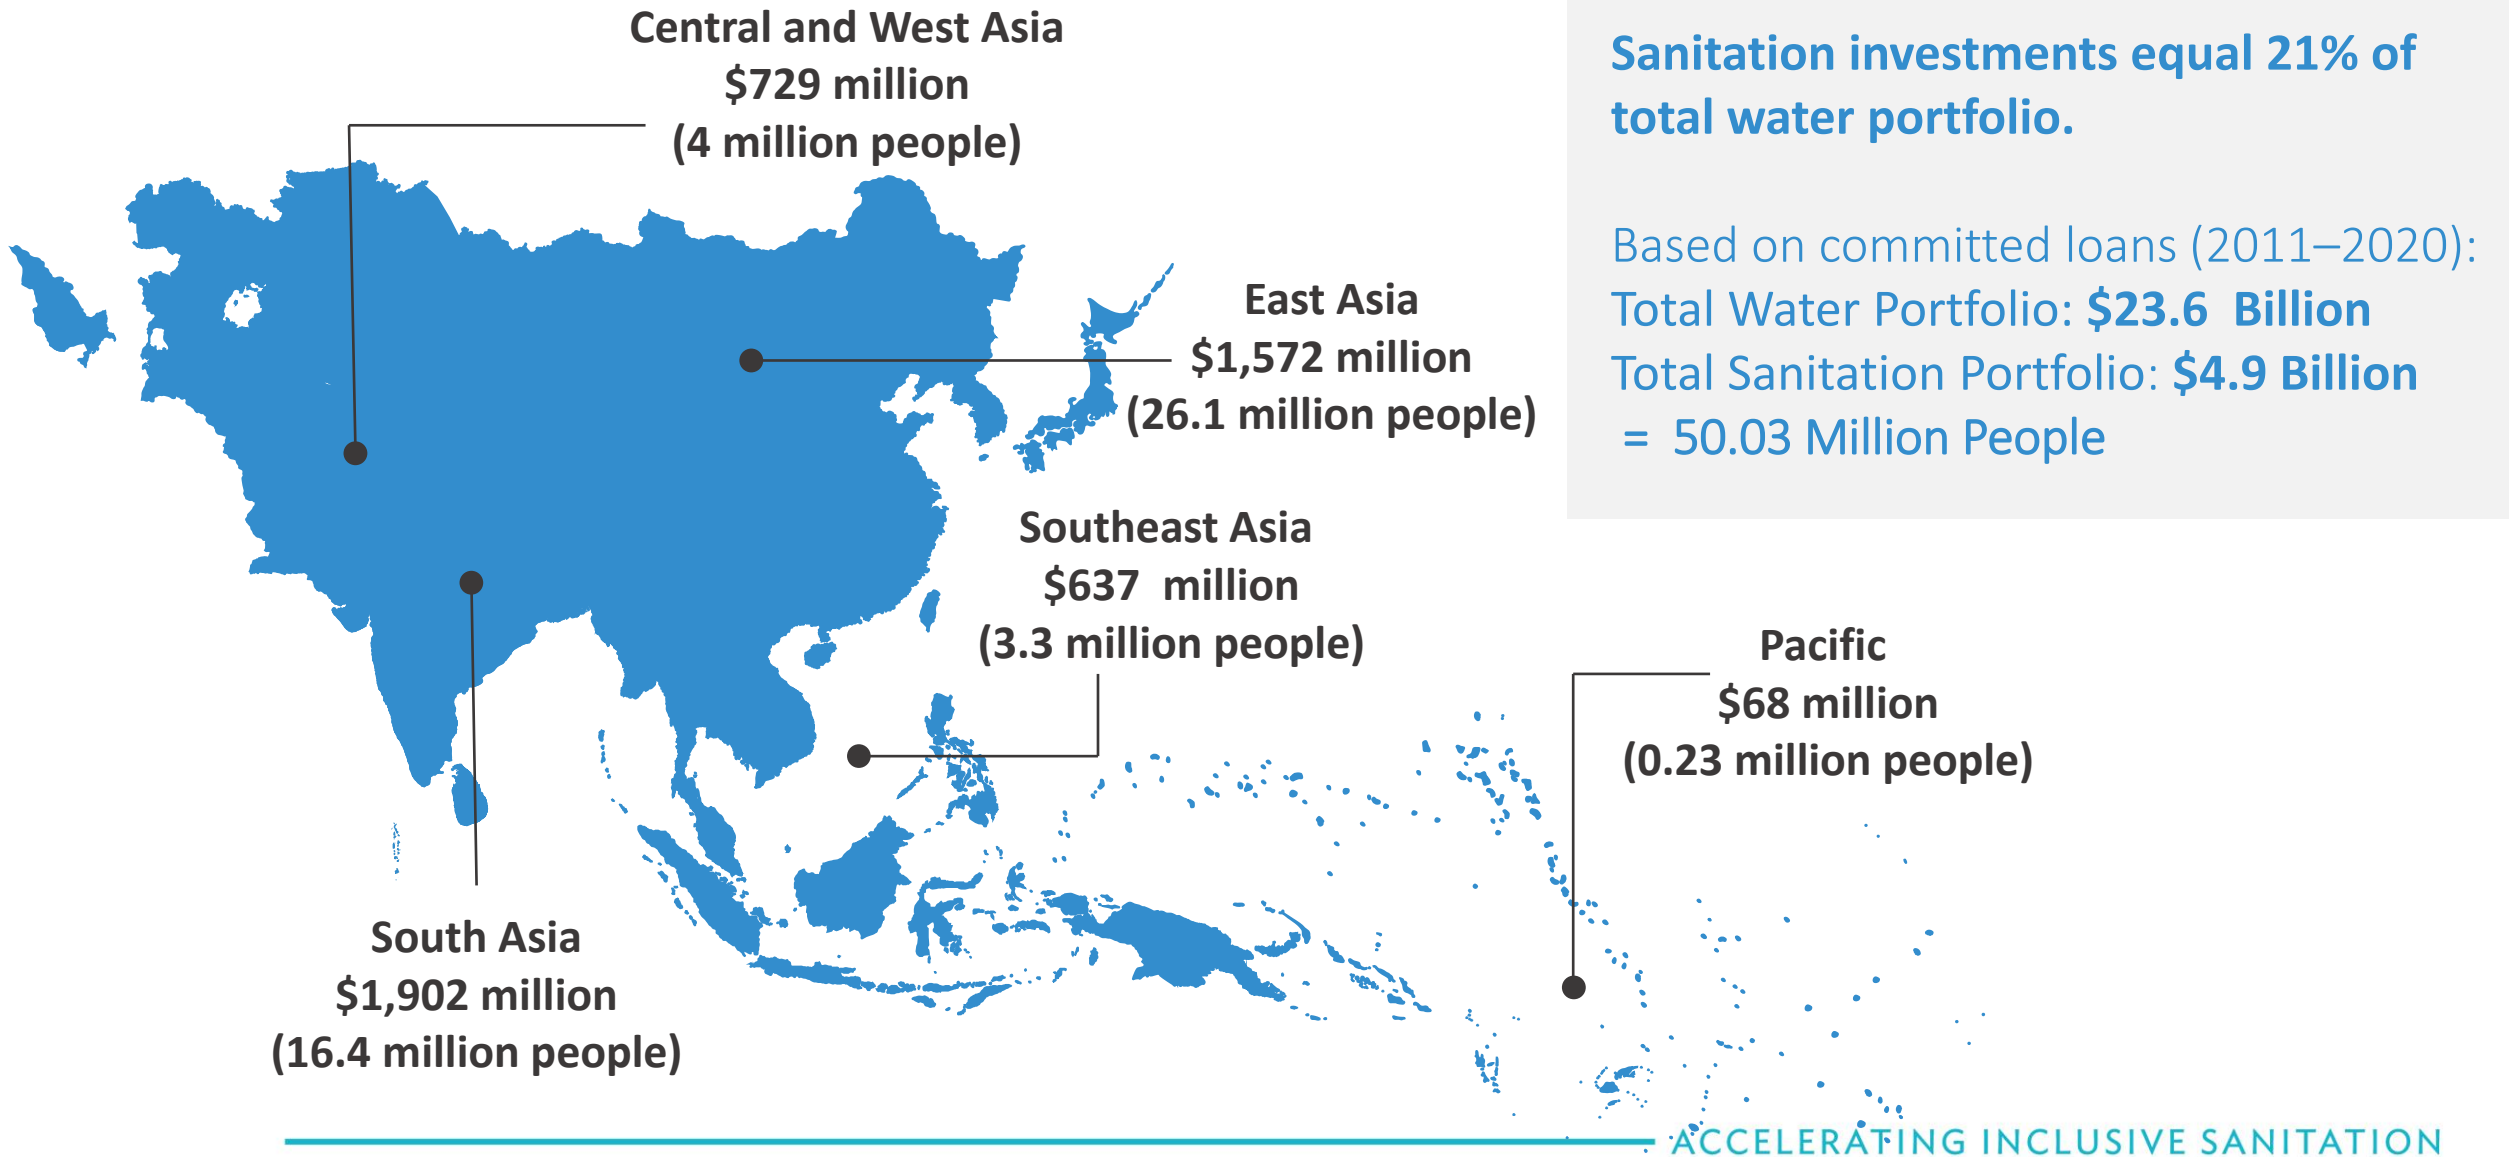 Central and West Asia
$729 million
(4 million people)
Sanitation investments equal 21% of
total water portfolio.
Based on committed loans (2011–2020):
Total Water Portfolio: $23.6 Billion
Total Sanitation Portfolio: $4.9 Billion
= 50.03 Million People
East Asia
$1,572 million
(26.1 million people)
Southeast Asia
$637 million
(3.3 million people)
Pacific
$68 million
(0.23 million people)
South Asia
$1,902 million
(16.4 million people)
ACCELERATING INCLUSIVE SANITATION